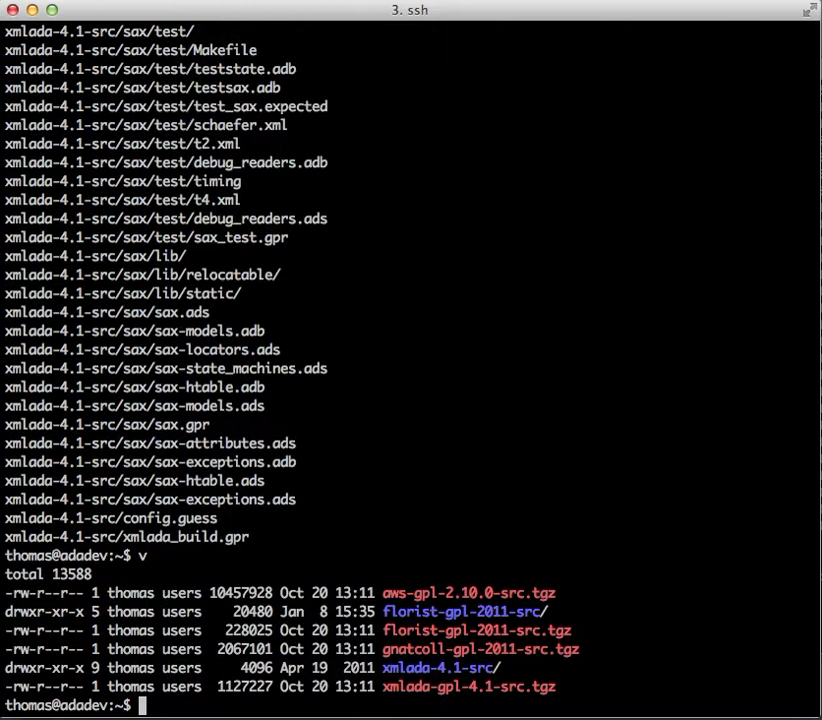 3. ssh
xmlada-4.1-src/sax/test/
xmlada-4.1-src/sax/test/Makefile
xmlada-4.1-src/sax/test/teststate.adb
xmlada-4.1-src/sax/test/testsax.adb
xmlada-4.1-src/sax/test/test_sax.expected
xmlada-4.1-src/sax/test/schaefer.xml
xmlada-4.1-src/sax/test/t2.xml
xmlada-4.1-src/sax/test/debug_readers.adb
xmlada-4.1-src/sax/test/timing
xmlada-4.1-src/sax/test/t4.xml
xmlada-4.1-src/sax/test/debug_readers.ads
xmlada-4.1-src/sax/test/sax_test.gpr
xmlada-4.1-src/sax/lib/
xmlada-4.1-src/sax/lib/relocatable/
xmlada-4.1-src/sax/lib/static/
xmlada-4.1-src/sax/sax.ads
xmlada-4.1-src/sax/sax-models.adb
xmlada-4.1-src/sax/sax-locators.ads
xmlada-4.1-src/sax/sax-state_machines.ads
xmlada-4.1-src/sax/sax-htable.adb
xmlada-4.1-src/sax/sax-models.ads
xmlada-4.1-src/sax/sax.gpr
xmlada-4.1-src/sax/sax-attributes.ads
xmlada-4.1-src/sax/sax-exceptions.adb
xmlada-4.1-src/sax/sax-htable.ads
xmlada-4.1-src/sax/sax-exceptions.ads
xmlada-4.1-src/config.guess
xmlada-4.1-src/xmlada_build.gpr
thomas@adadev:~$ v
total 13588
-rw-r--r-- 1 thomas users 10457928 Oct 20 13:11 aws-gpl-2.10.0-src.tgz
drwxr-xr-x 5 thomas users    20480 Jan  8 15:35 florist-gpl-2011-src/
-rw-r--r-- 1 thomas users   228025 Oct 20 13:11 florist-gpl-2011-src.tgz
-rw-r--r-- 1 thomas users  2067101 Oct 20 13:11 gnatcoll-gpl-2011-src.tgz
drwxr-xr-x 9 thomas users     4096 Apr 19  2011 xmlada-4.1-src/
-rw-r--r-- 1 thomas users  1127227 Oct 20 13:11 xmlada-gpl-4.1-src.tgz
thomas@adadev:~$